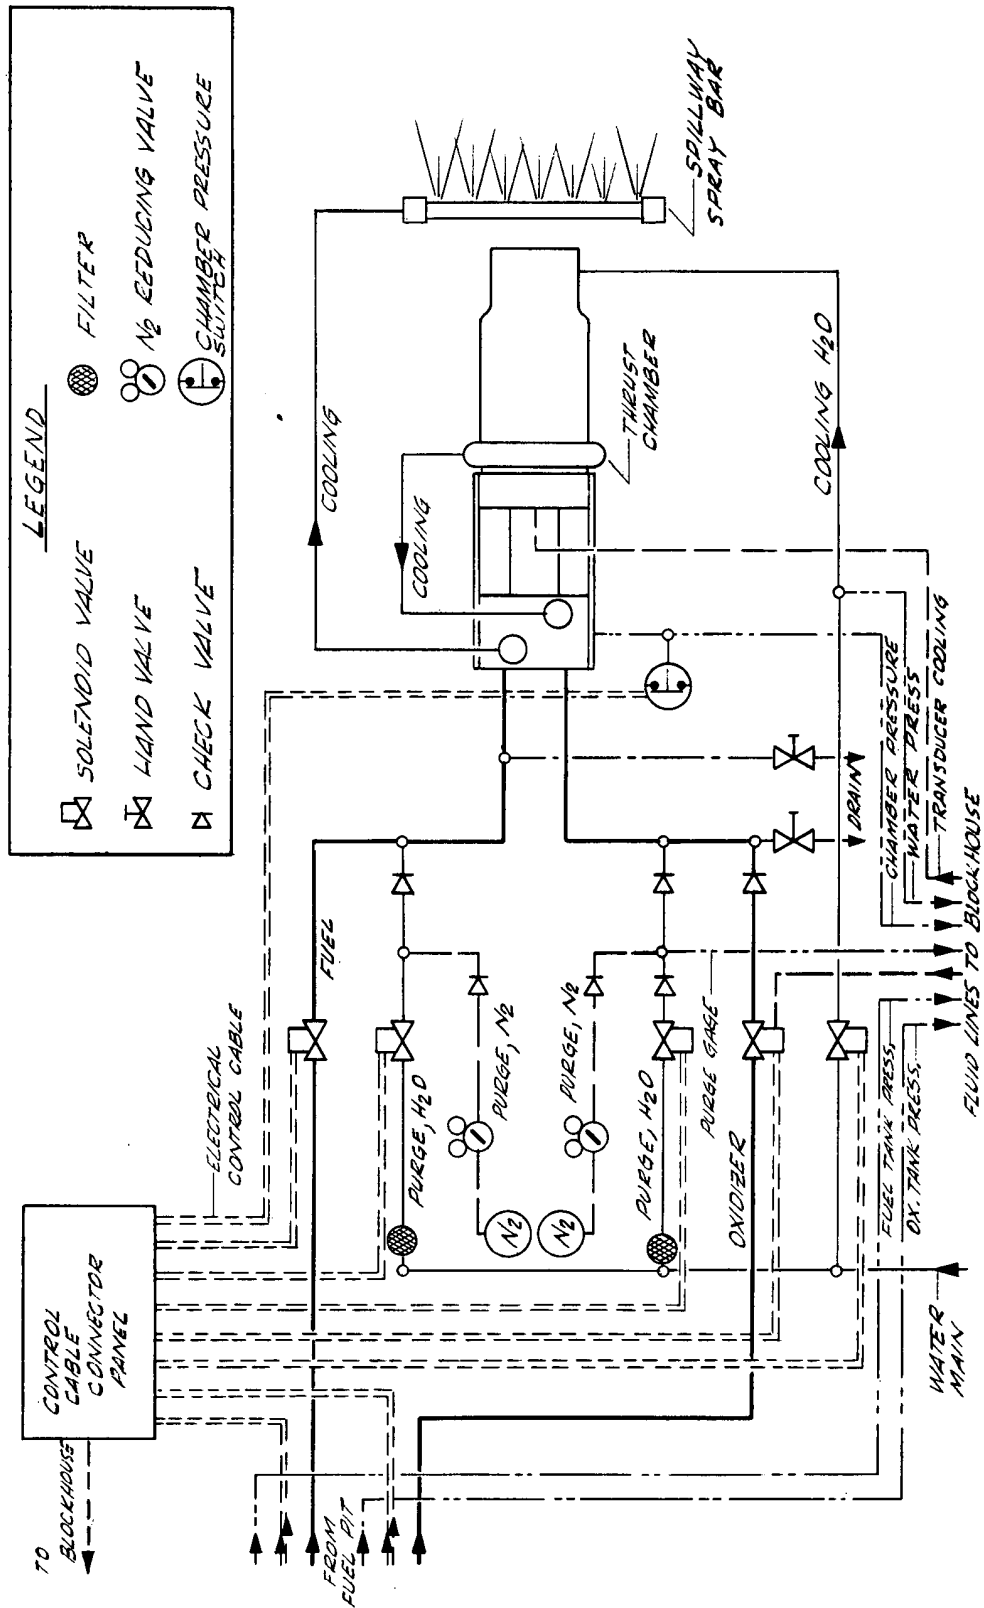 LEGEND
SOLENOID VALVE
HAND VALVE
CHECK VALVE
FILTER
N2 REDUCING VALVE
CHAMBER PRESSURE
SWITCH
TO
BLOCKHOUSE
CONTROL
CABLE
CONNECTOR
PANEL
ELECTRICAL
CONTROL CABLE
FUEL
COOLING
COOLING
SPILLWAY
SPRAY BAR
THRUST
CHAMBER
COOLING H2O
PURGE, H2O
PURGE, N2
N2
N2
PURGE, N2
PURGE, H2O
PURGE GAGE
OXIDIZER
DRAIN
CHAMBER PRESSURE
WATER PRESS
TRANSDUCER COOLING
FUEL TANK PRESS.
OX. TANK PRESS.
FLUID LINES TO BLOCKHOUSE
WATER
MAIN
FROM
FUEL PIT